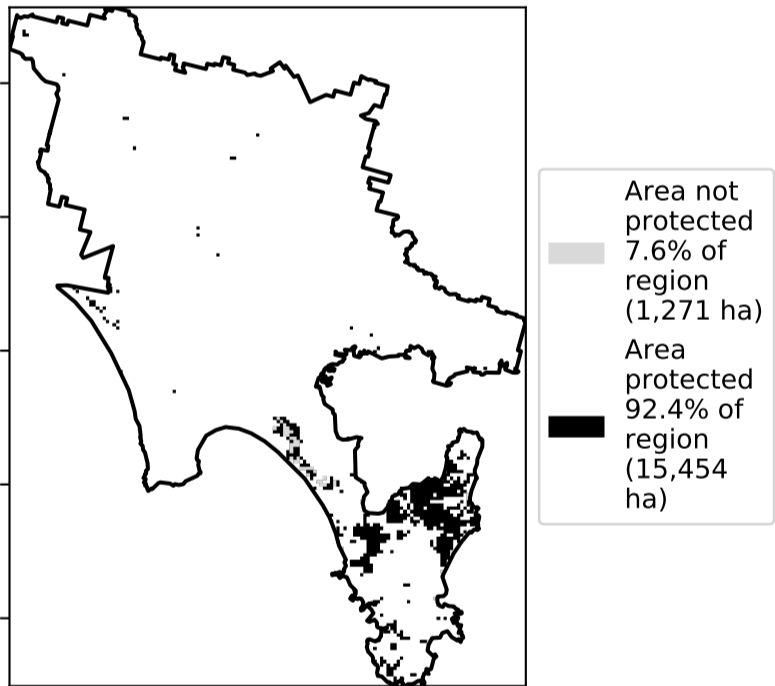 Area not
protected
7.6% of
region
(1,271 ha)
Area
protected
92.4% of
region
(15,454
ha)